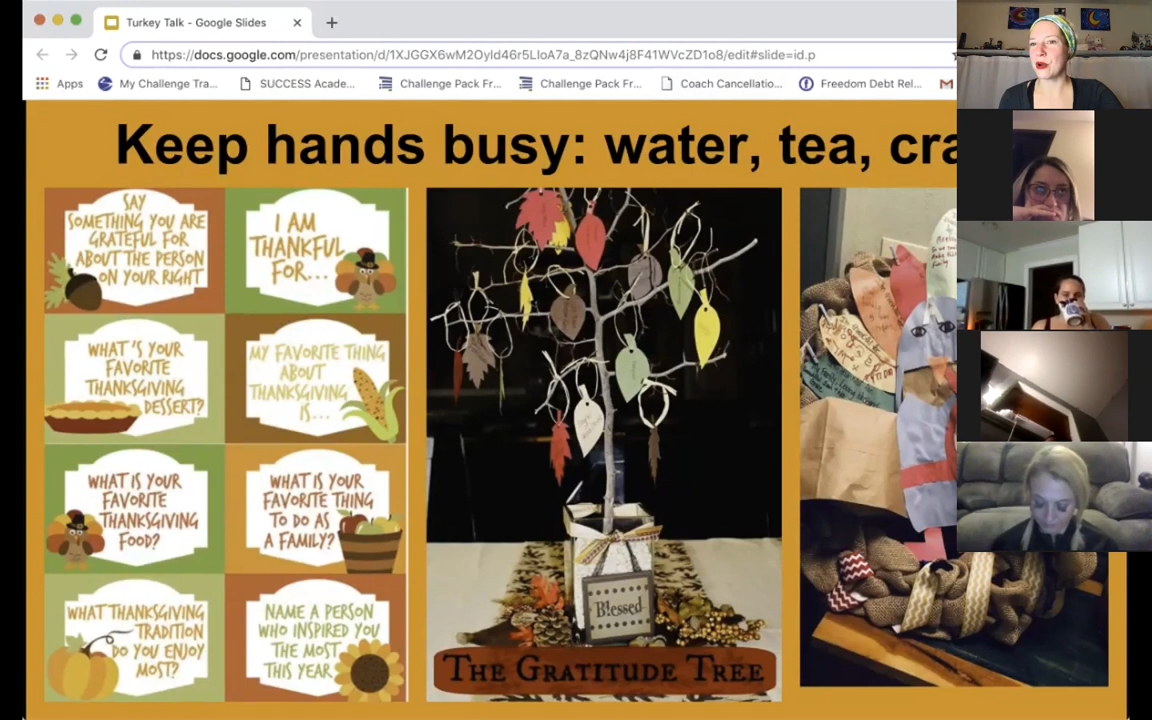 Turkey Talk - Google Slides
https://docs.google.com/presentation/d/1XJGGX6wM2Oyld46r5LloA7a_8zQNw4j8F41WVcZD1o8/edit#slide=id.p
Apps My Challenge Tra... SUCCESS Acade... Challenge Pack Fr... Challenge Pack Fr... Coach Cancellatio... Freedom Debt Rel...
Keep hands busy: water, tea, cra
SAY
SOMETHING YOU ARE
GRATEFUL FOR
ABOUT THE PERSON
ON YOUR RIGHT
I AM
THANKFUL
FOR...
WHAT'S YOUR
FAVORITE
THANKSGIVING
DESSERT?
MY FAVORITE THING
ABOUT
THANKSGIVING
IS...
WHAT IS YOUR
FAVORITE
THANKSGIVING
FOOD?
WHAT IS YOUR
FAVORITE THING
TO DO AS
A FAMILY?
WHAT THANKSGIVING
TRADITION
DO YOU ENJOY
MOST?
NAME A PERSON
WHO INSPIRED YOU
THE MOST
THIS YEAR
Blessed
THE GRATITUDE TREE